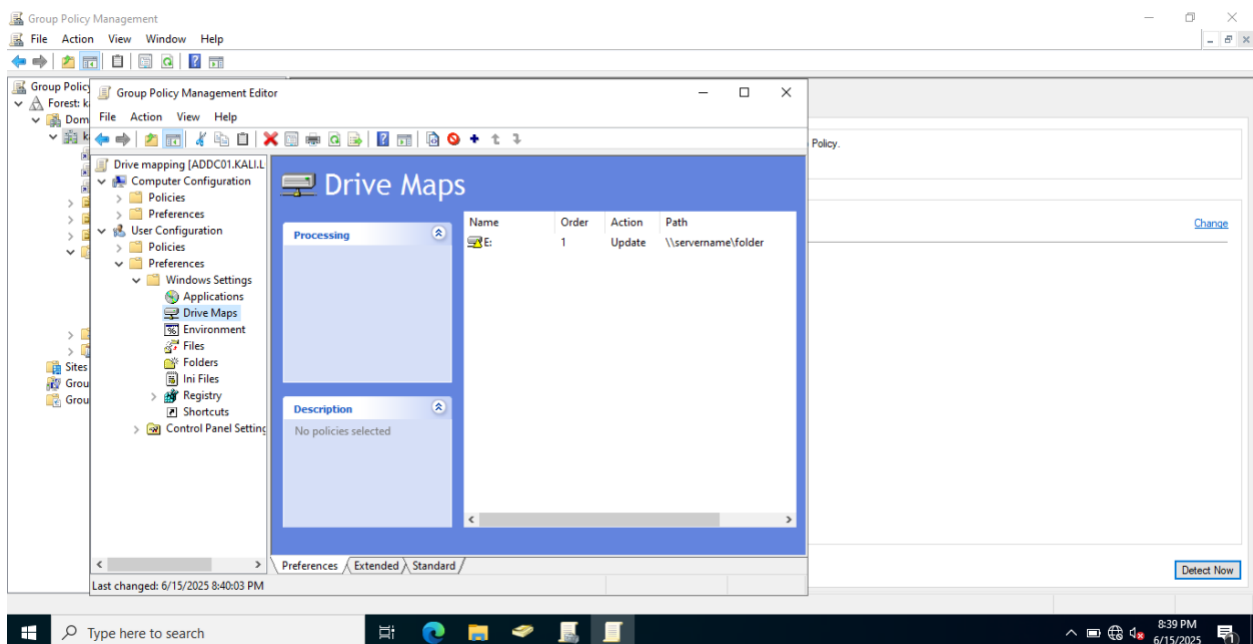 Group Policy Management
File Action View Window Help
Group Policy
Forest: k
Dom
k
Sites
Grou
Grou
Group Policy Management Editor
File Action View Help
Drive mapping [ADDC01.KALI.L
Computer Configuration
Policies
Preferences
User Configuration
Policies
Preferences
Windows Settings
Applications
Drive Maps
Environment
Files
Folders
Ini Files
Registry
Shortcuts
Control Panel Setting
Drive Maps
Processing
Description
No policies selected
Name Order Action Path
E: 1 Update \\servername\folder
Preferences Extended Standard
Last changed: 6/15/2025 8:40:03 PM
Policy.
Change
Detect Now
Type here to search
8:39 PM
6/15/2025